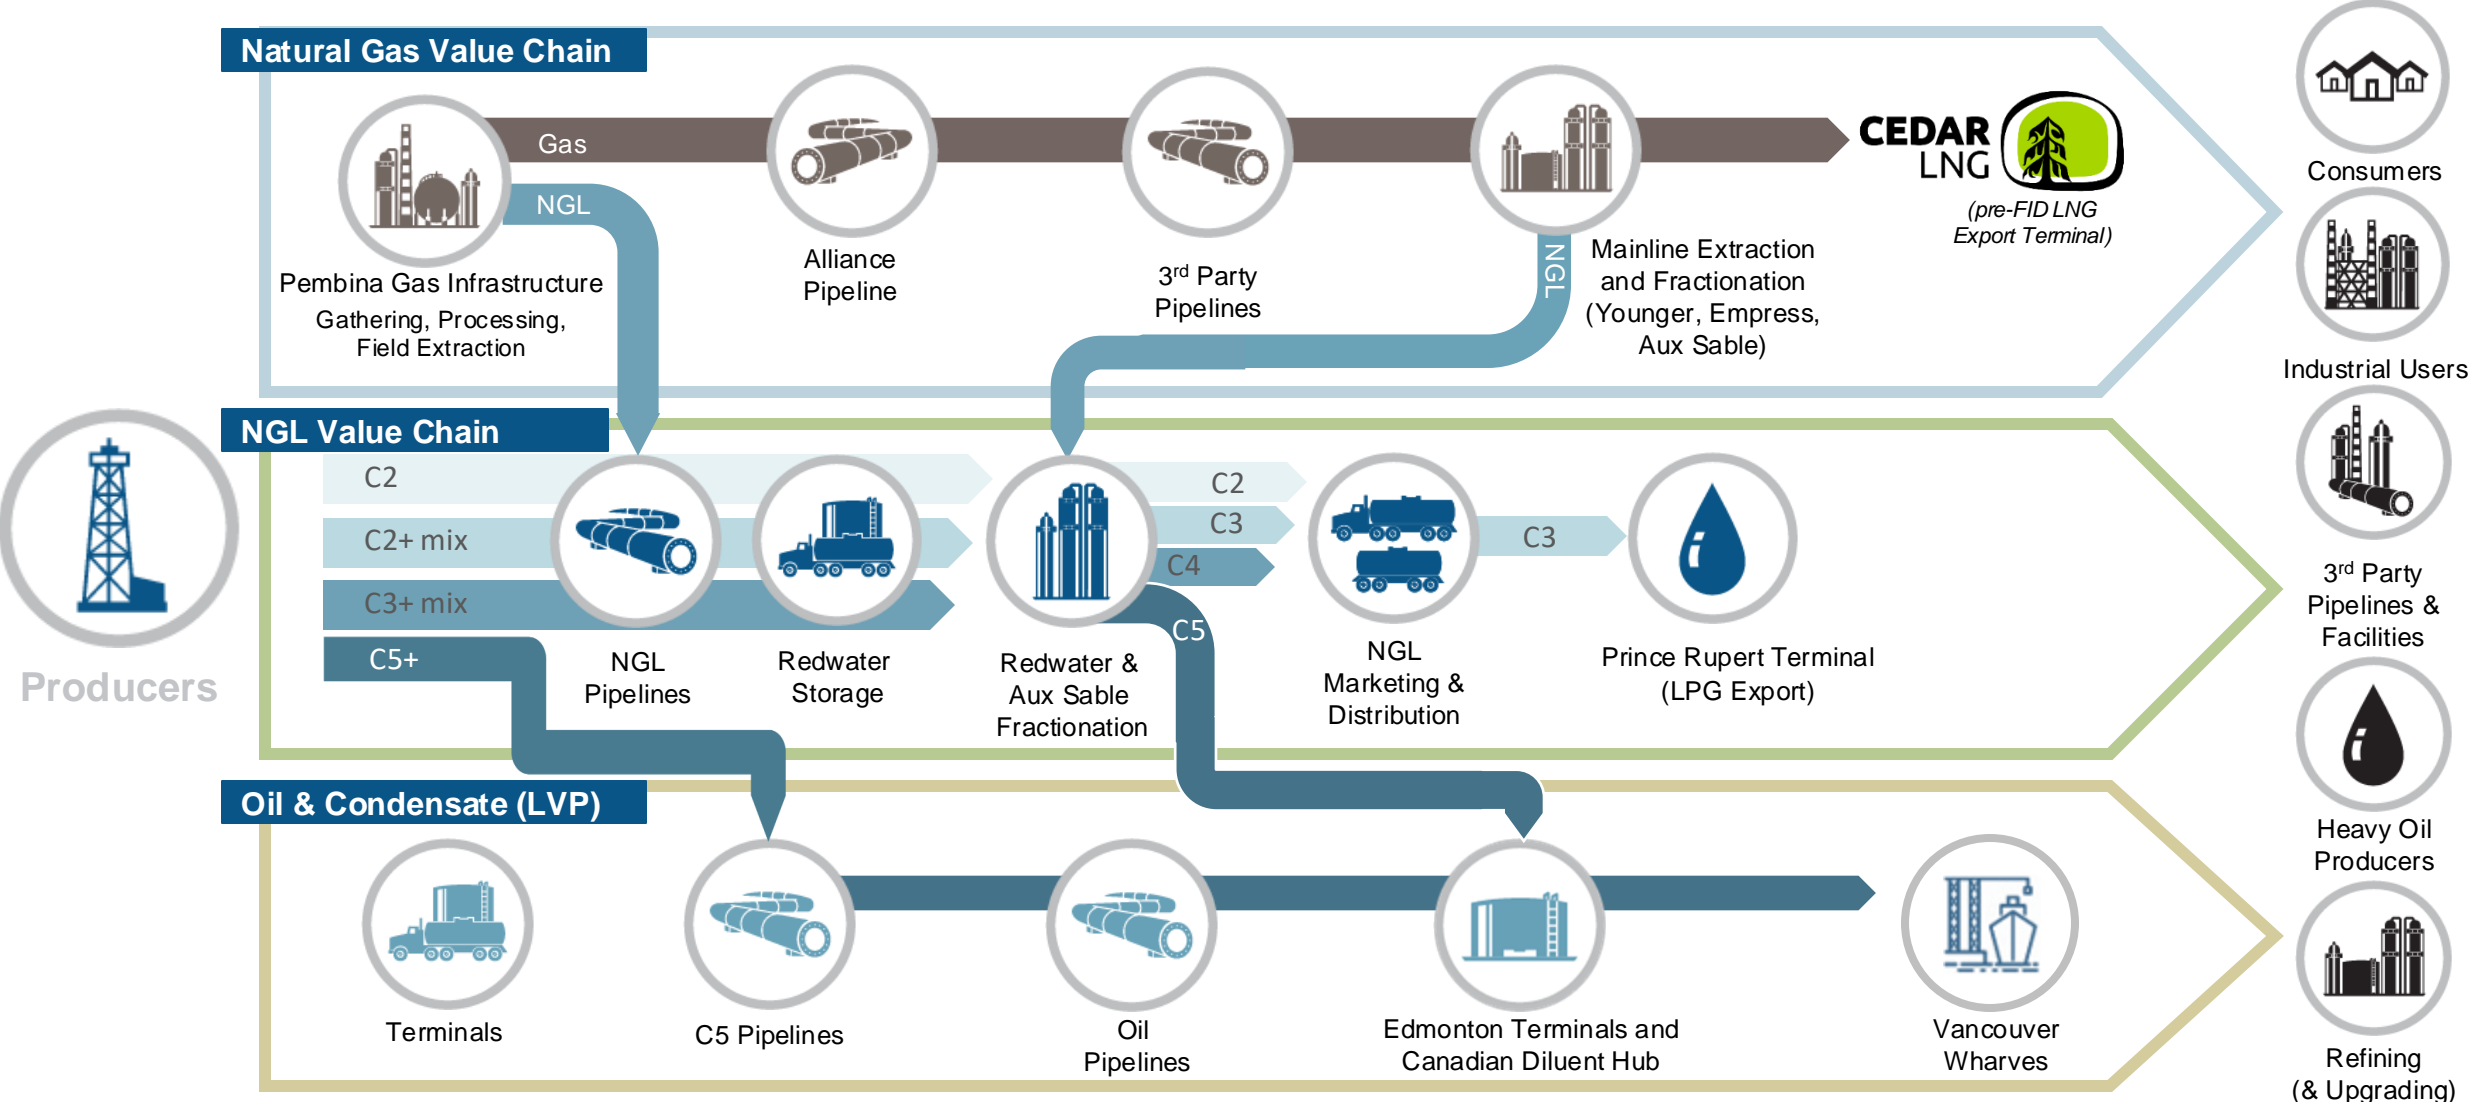 Natural Gas Value Chain
Gas
NGL
Pembina Gas Infrastructure
Gathering, Processing,
Field Extraction
Alliance
Pipeline
3rd Party
Pipelines
NGL
Mainline Extraction
and Fractionation
(Younger, Empress,
Aux Sable)
CEDAR
LNG
(pre-FID LNG
Export Terminal)
Producers
NGL Value Chain
C2
C2+ mix
C3+ mix
C5+
NGL
Pipelines
Redwater
Storage
Redwater &
Aux Sable
Fractionation
C2
C3
C4
C5
NGL
Marketing &
Distribution
C3
Prince Rupert Terminal
(LPG Export)
Oil & Condensate (LVP)
Terminals
C5 Pipelines
Oil
Pipelines
Edmonton Terminals and
Canadian Diluent Hub
Vancouver
Wharves
Consumers
Industrial Users
3rd Party
Pipelines &
Facilities
Heavy Oil
Producers
Refining
(& Upgrading)